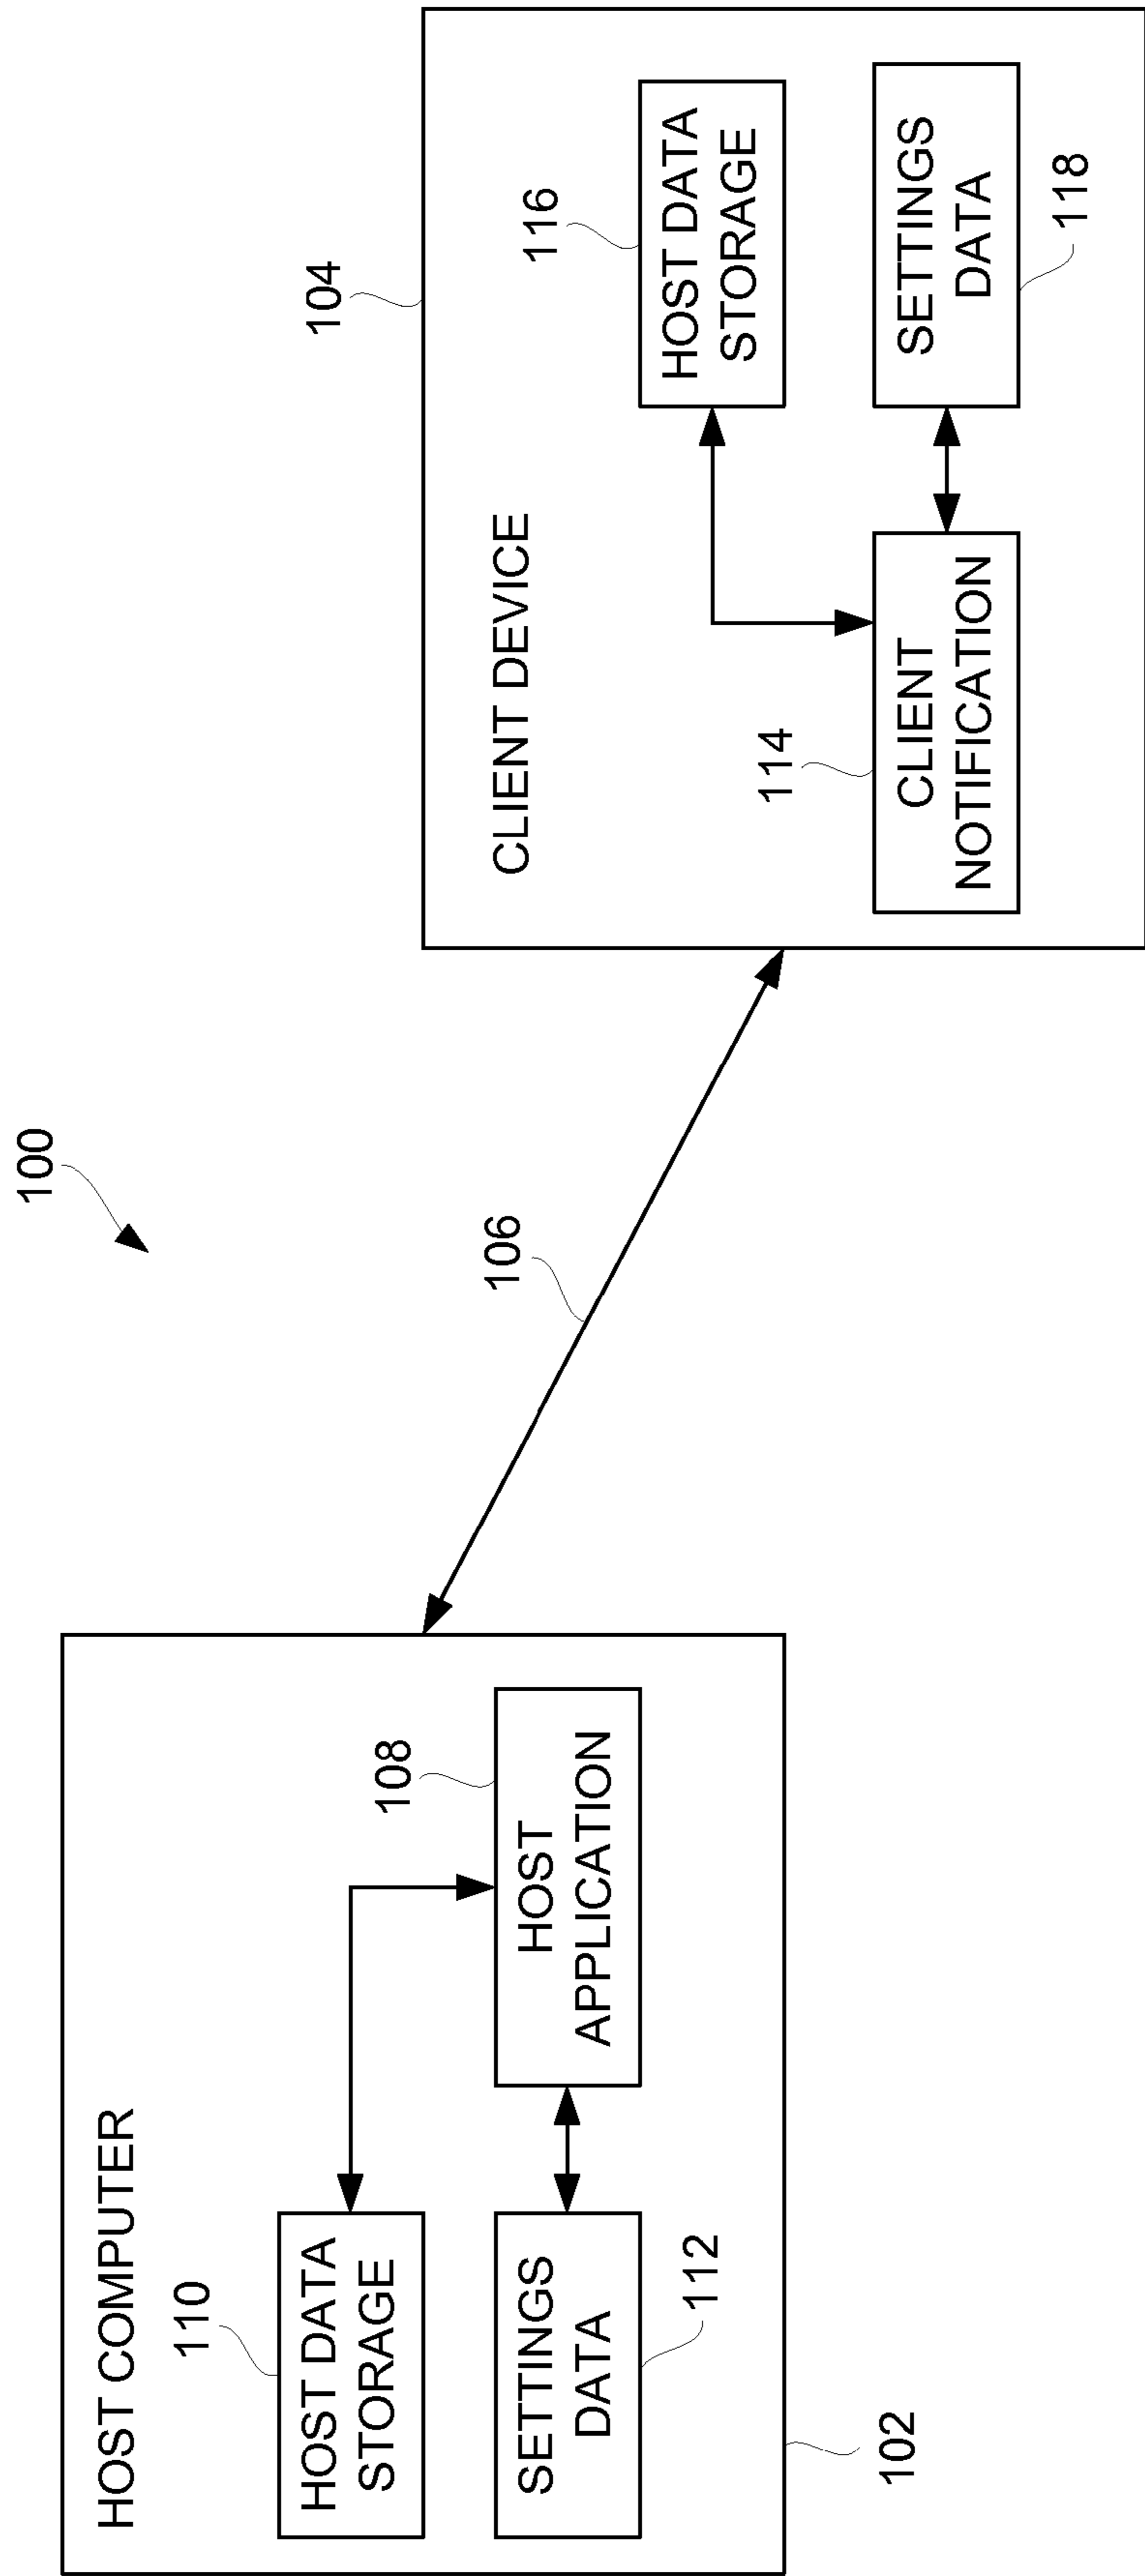 100
HOST COMPUTER
110
HOST DATA
STORAGE
108
HOST
APPLICATION
SETTINGS
DATA
112
102
106
104
CLIENT DEVICE
116
HOST DATA
STORAGE
114
CLIENT
NOTIFICATION
SETTINGS
DATA
118